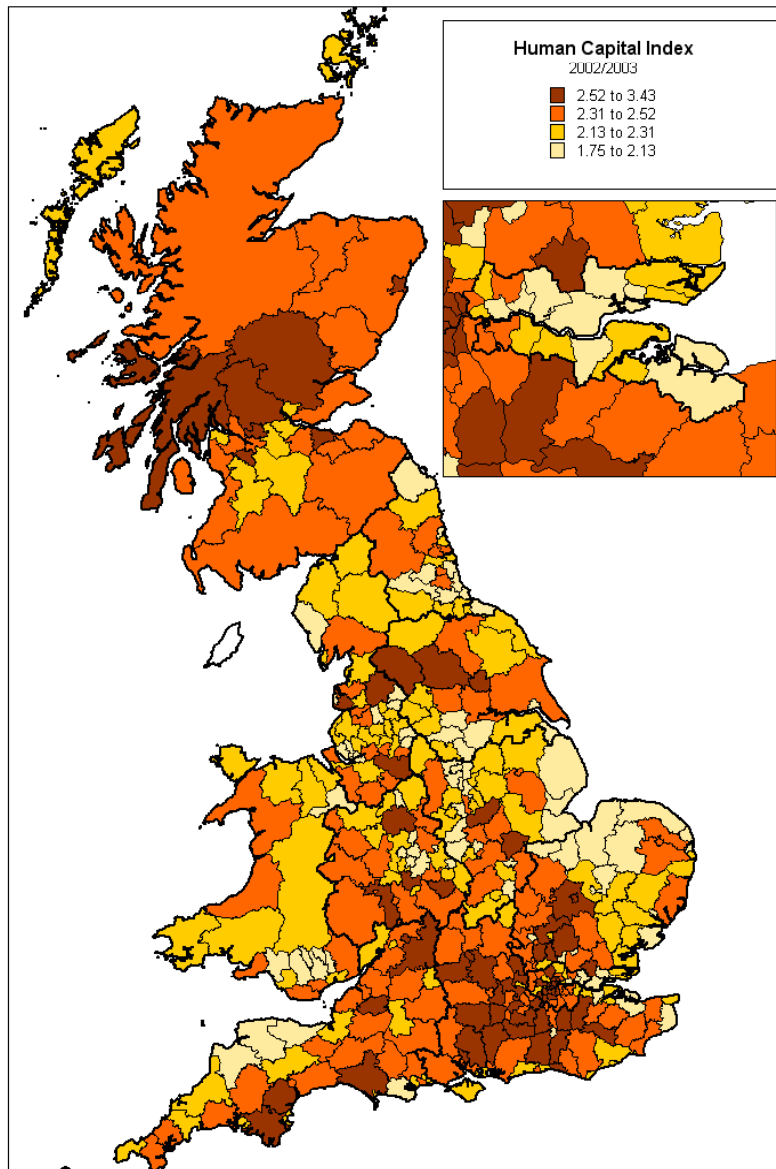 Human Capital Index
2002/2003
2.52 to 3.43
2.31 to 2.52
2.13 to 2.31
1.75 to 2.13